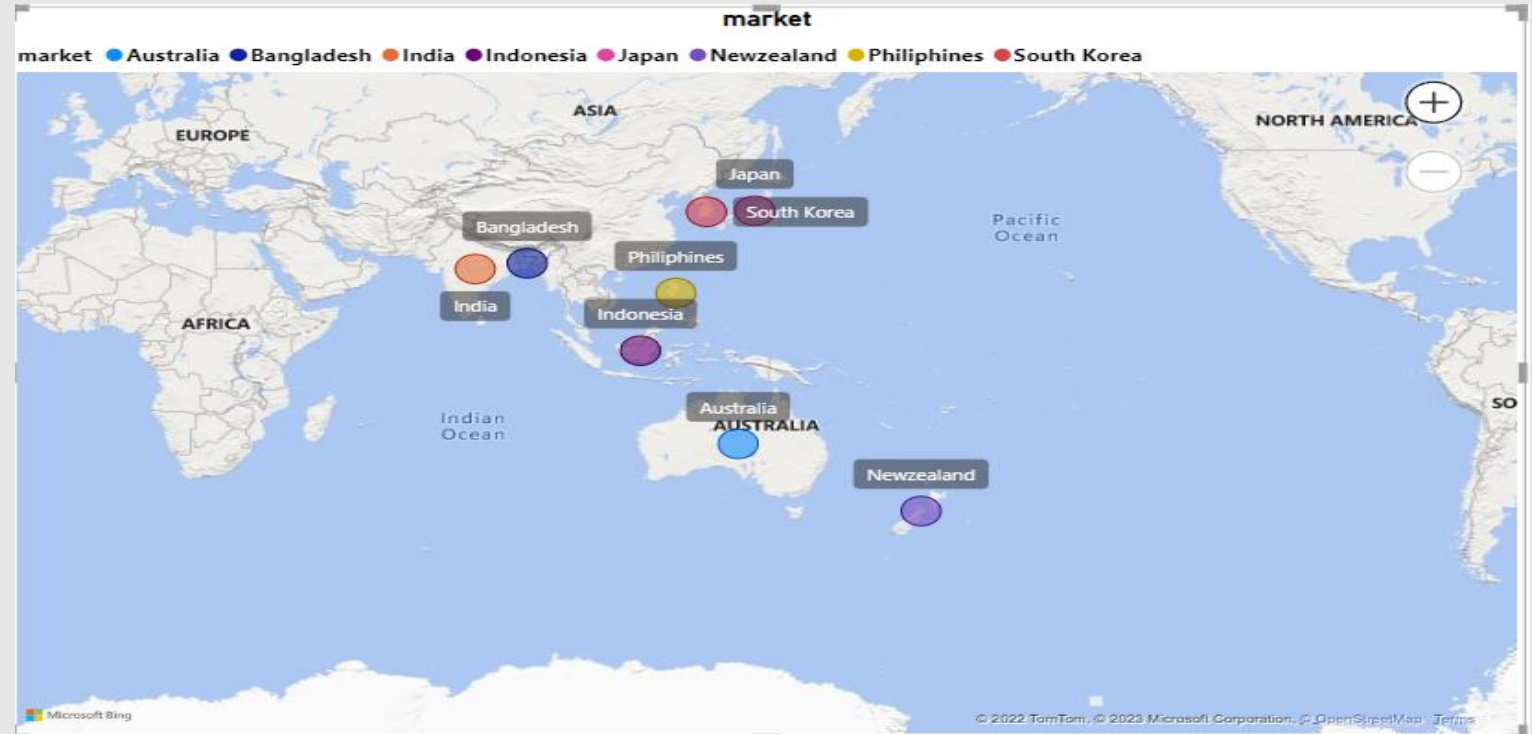 market
market Australia Bangladesh India Indonesia Japan Newzealand Philiphines South Korea
ASIA
NORTH AMERICA
EUROPE
Japan
South Korea
Pacific
Ocean
Bangladesh
Philiphines
India
Indonesia
AFRICA
Australia
AUSTRALIA
SO
Indian
Ocean
Newzealand
Microsoft Bing
© 2022 TomTom, © 2023 Microsoft Corporation, © OpenStreetMap Terms